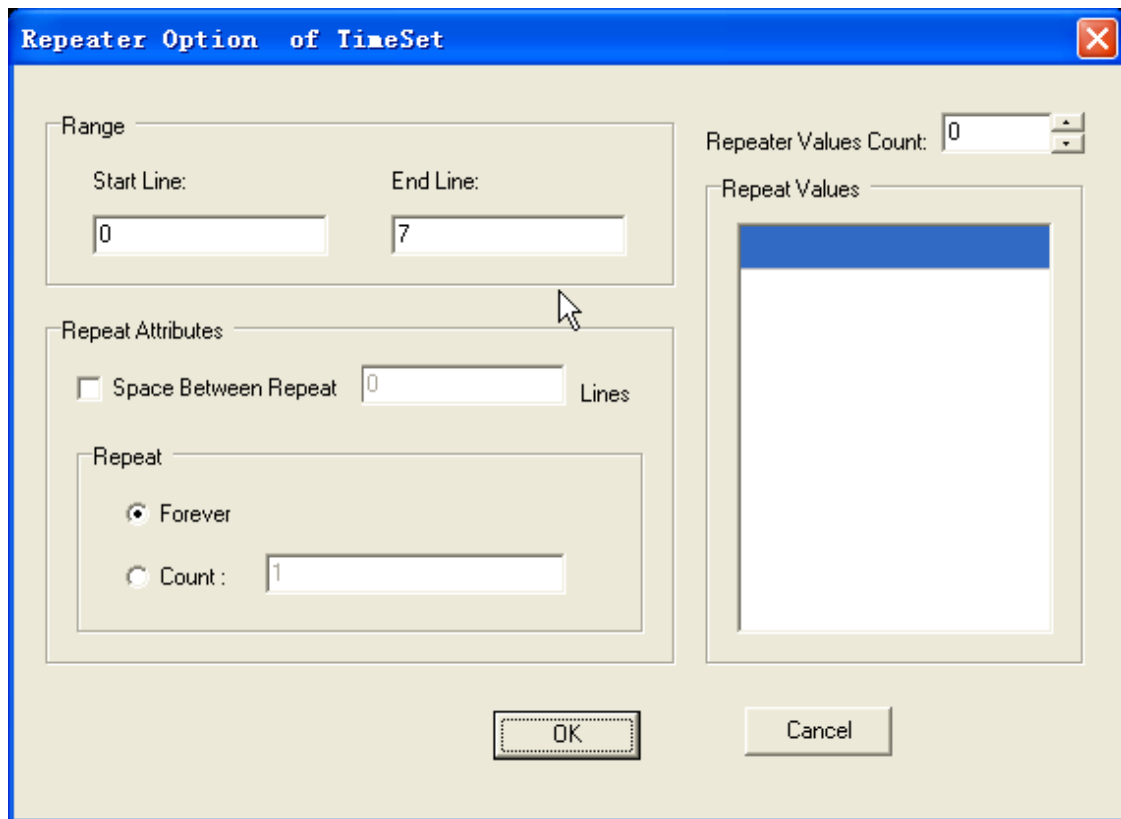 Repeater Option of TimeSet
Range
Start Line:
End Line:
0
7
Repeater Values Count:
0
Repeat Values
Repeat Attributes
Space Between Repeat
0
Lines
Repeat
Forever
Count :
1
OK
Cancel